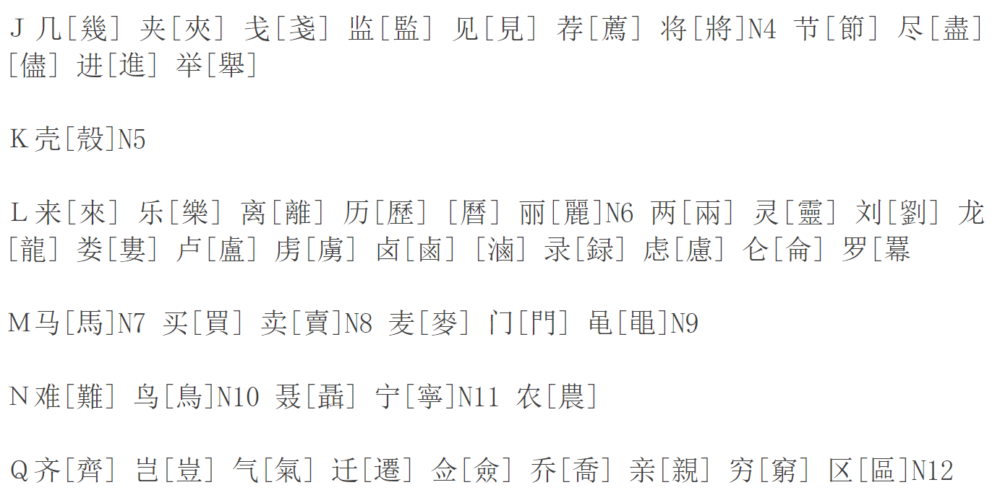 J 几[幾] 夹[夾] 戋[戔] 监[監] 见[見] 荐[薦] 将[將]N4 节[節] 尽[盡]
[儘] 进[進] 举[舉]
K 壳[殼]N5
L 来[來] 乐[樂] 离[離] 历[歷] [曆] 丽[麗]N6 两[兩] 灵[靈] 刘[劉] 龙
[龍] 娄[婁] 卢[盧] 虏[虜] 卤[鹵] [滷] 录[録] 虑[慮] 仑[侖] 罗[羅
M 马[馬]N7 买[買] 卖[賣]N8 麦[麥] 门[門] 黾[黽]N9
N 难[難] 鸟[鳥]N10 聂[聶] 宁[寧]N11 农[農]
Q 齐[齊] 岂[豈] 气[氣] 迁[遷] 佥[僉] 乔[喬] 亲[親] 穷[窮] 区[區]N12